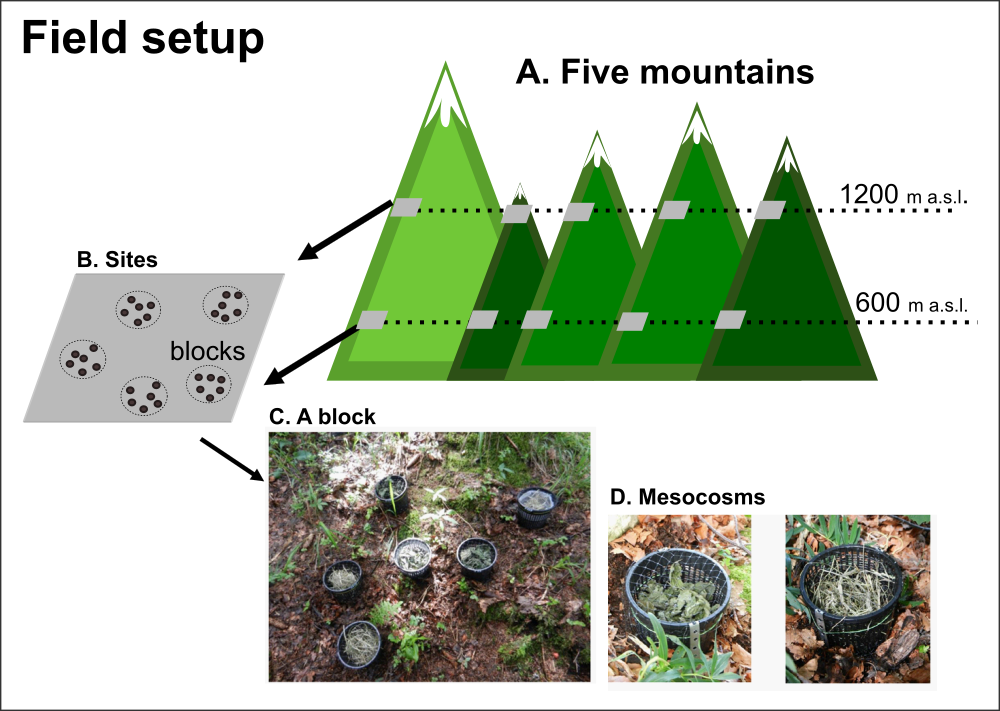 Field setup
A. Five mountains
1200 m a.s.l.
600 m a.s.l.
B. Sites
blocks
C. A block
D. Mesocosms